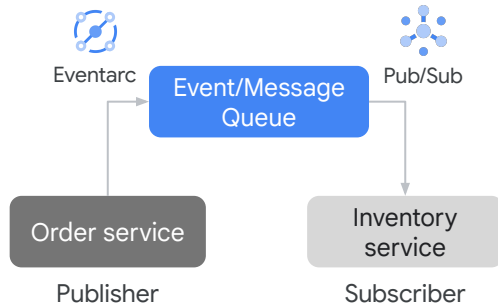 Eventarc
Pub/Sub
Event/Message
Queue
Order service
Inventory
service
Publisher
Subscriber